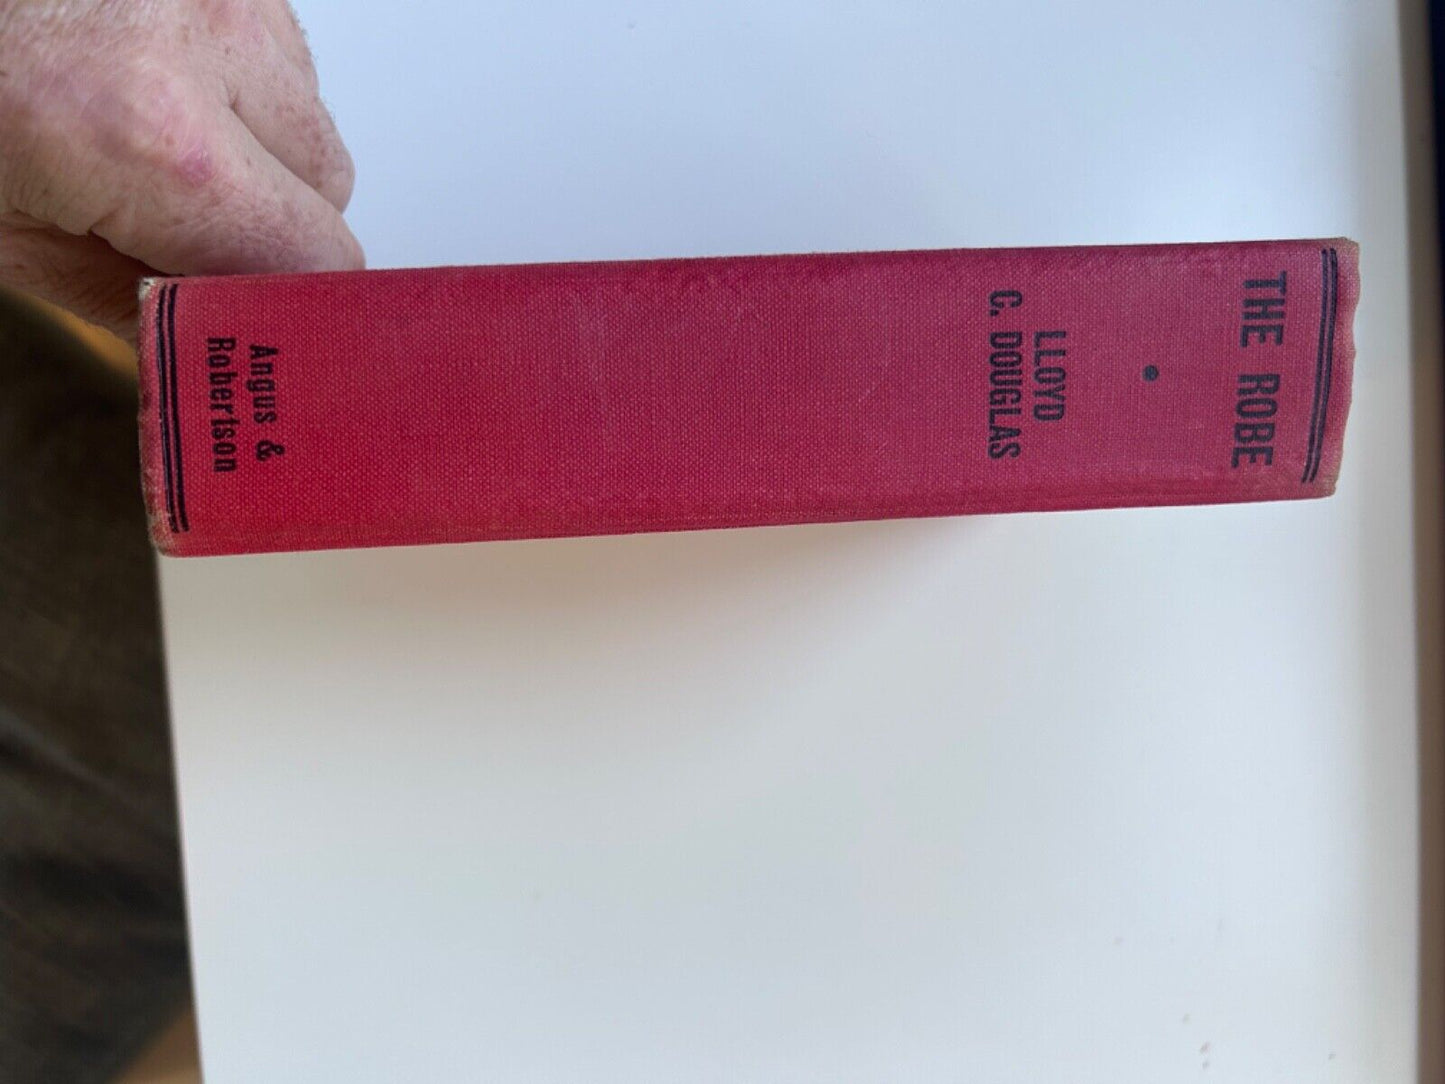 THE ROBE
•
LLOYD
C. DOUGLAS
Angus &
Robertson